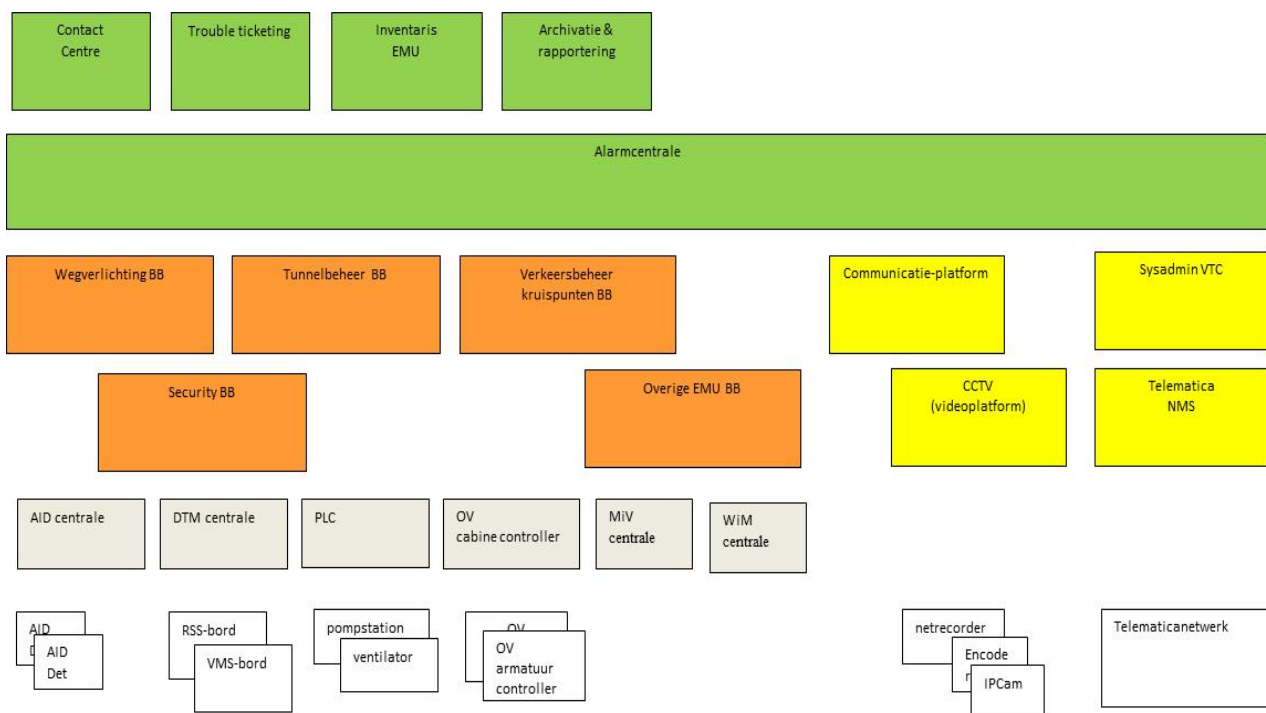 Contact
Centre
Trouble ticketing
Inventaris
EMU
Archivatie &
rapportering
Alarmcentrale
Wegverlichting BB
Tunnelbeheer BB
Verkeersbeheer
kruispunten BB
Communicatie-platform
Sysadmin VTC
Security BB
Overige EMU BB
CCTV
(videoplatform)
Telematica
NMS
AID centrale
DTM centrale
PLC
OV
cabine controller
MiV
centrale
WiM
centrale
AID
AID
Det
RSS-bord
VMS-bord
pompstation
ventilator
OV
OV
armatuur
controller
netrecorder
Encode
r
IPCam
Telematicanetwerk